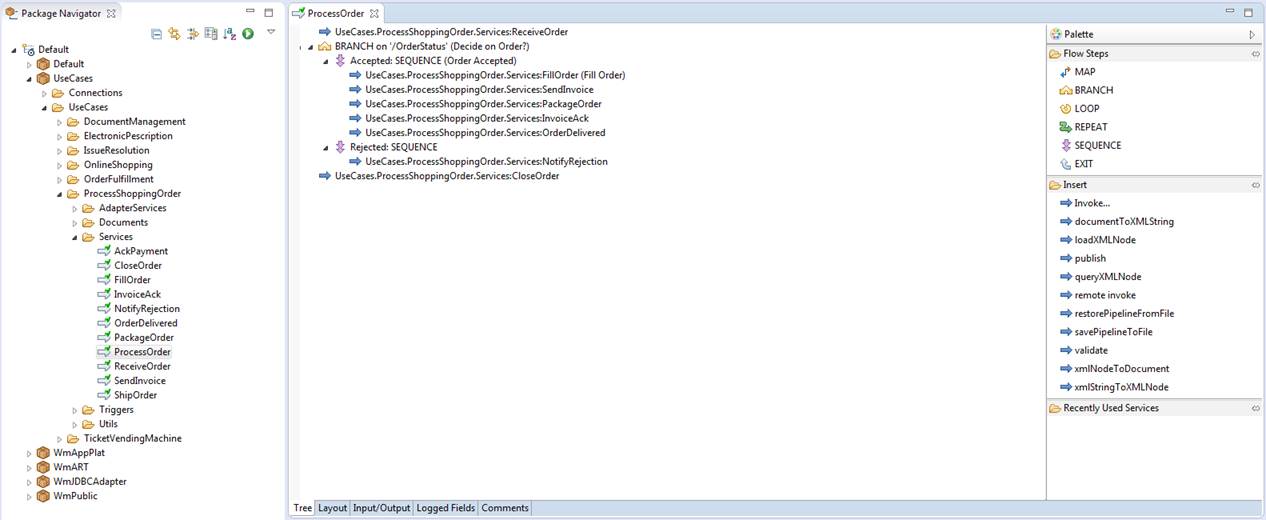 Package Navigator
Default
Default
UseCases
Connections
UseCases
DocumentManagement
ElectronicPescription
IssueResolution
OnlineShopping
OrderFulfillment
ProcessShoppingOrder
AdapterServices
Documents
Services
AckPayment
CloseOrder
FillOrder
InvoiceAck
NotifyRejection
OrderDelivered
PackageOrder
ProcessOrder
ReceiveOrder
SendInvoice
ShipOrder
Triggers
Utils
TicketVendingMachine
WmAppPlat
WmART
WmJDBCAdapter
WmPublic
ProcessOrder
UseCases.ProcessShoppingOrder.Services:ReceiveOrder
BRANCH on '/OrderStatus' (Decide on Order?)
Accepted: SEQUENCE (Order Accepted)
UseCases.ProcessShoppingOrder.Services:FillOrder (Fill Order)
UseCases.ProcessShoppingOrder.Services:SendInvoice
UseCases.ProcessShoppingOrder.Services:PackageOrder
UseCases.ProcessShoppingOrder.Services:InvoiceAck
UseCases.ProcessShoppingOrder.Services:OrderDelivered
Rejected: SEQUENCE
UseCases.ProcessShoppingOrder.Services:NotifyRejection
UseCases.ProcessShoppingOrder.Services:CloseOrder
Tree Layout Input/Output Logged Fields Comments
Palette
Flow Steps
MAP
BRANCH
LOOP
REPEAT
SEQUENCE
EXIT
Insert
Invoke...
documentToXMLString
loadXMLNode
publish
queryXMLNode
remote invoke
restorePipelineFromFile
savePipelineToFile
validate
xmlNodeToDocument
xmlStringToXMLNode
Recently Used Services